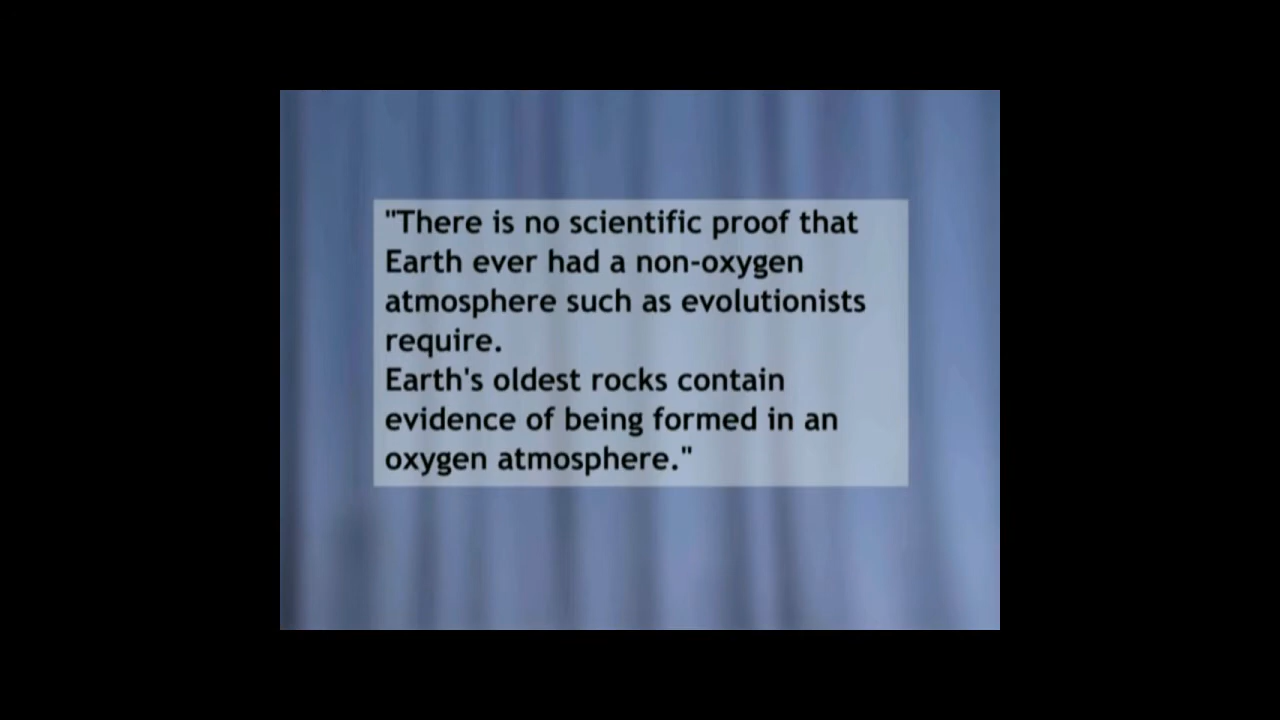 "There is no scientific proof that
Earth ever had a non-oxygen
atmosphere such as evolutionists
require.
Earth's oldest rocks contain
evidence of being formed in an
oxygen atmosphere."